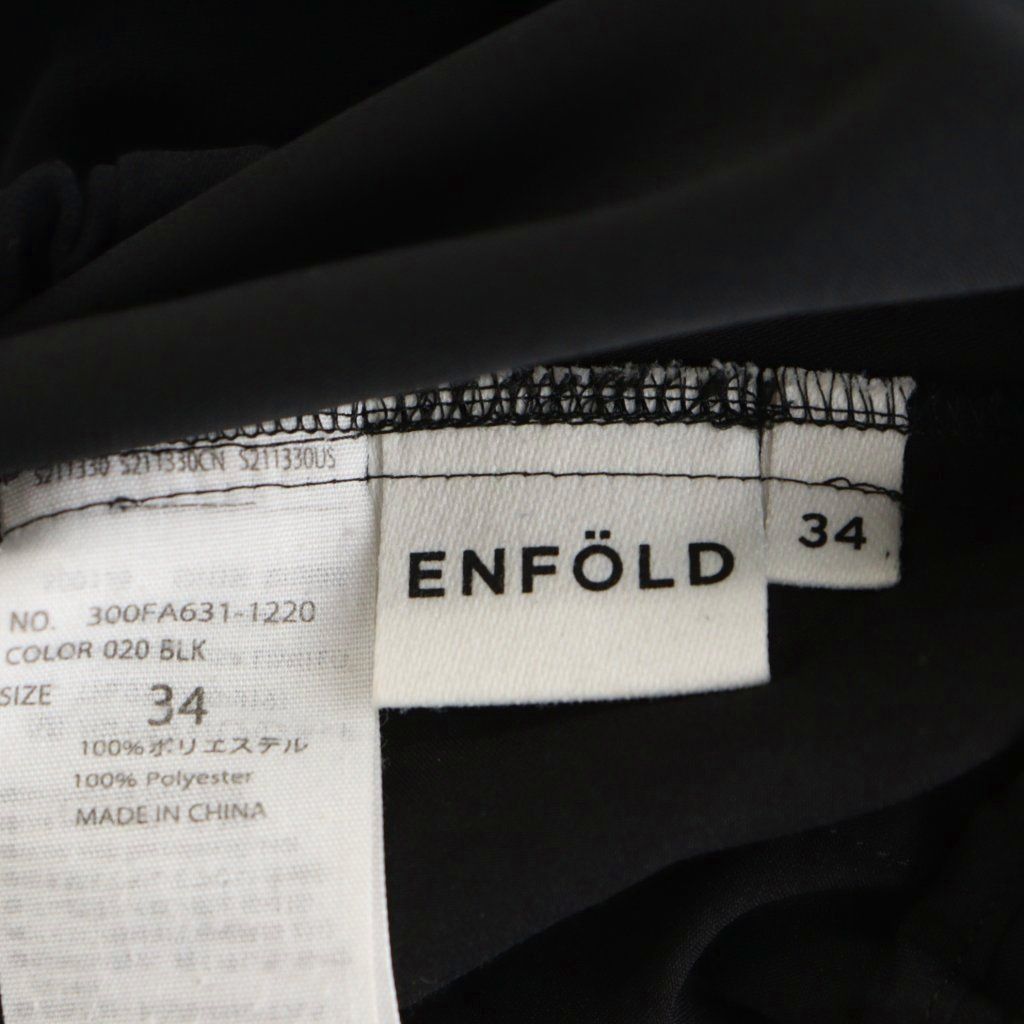 S211330 S211330CN S211330US
NO. 300FA631-1220
COLOR 020 BLK
SIZE 34
100%ポリエステル
100% Polyester
MADE IN CHINA
ENFÖLD
34